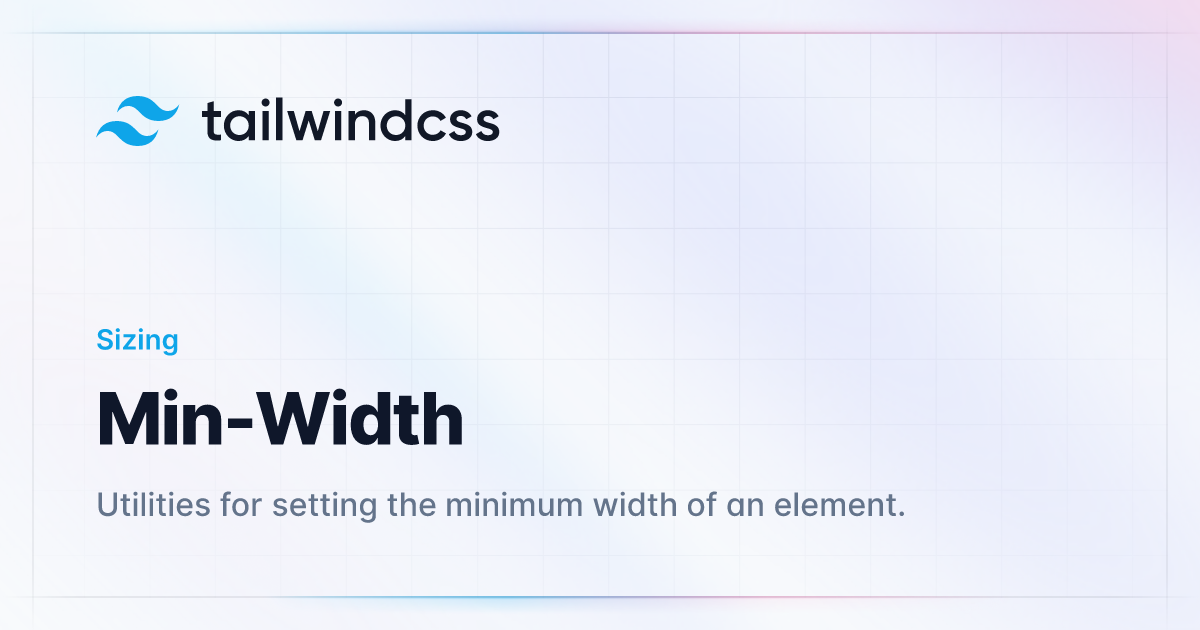 tailwindcss
Sizing
Min-Width
Utilities for setting the minimum width of an element.